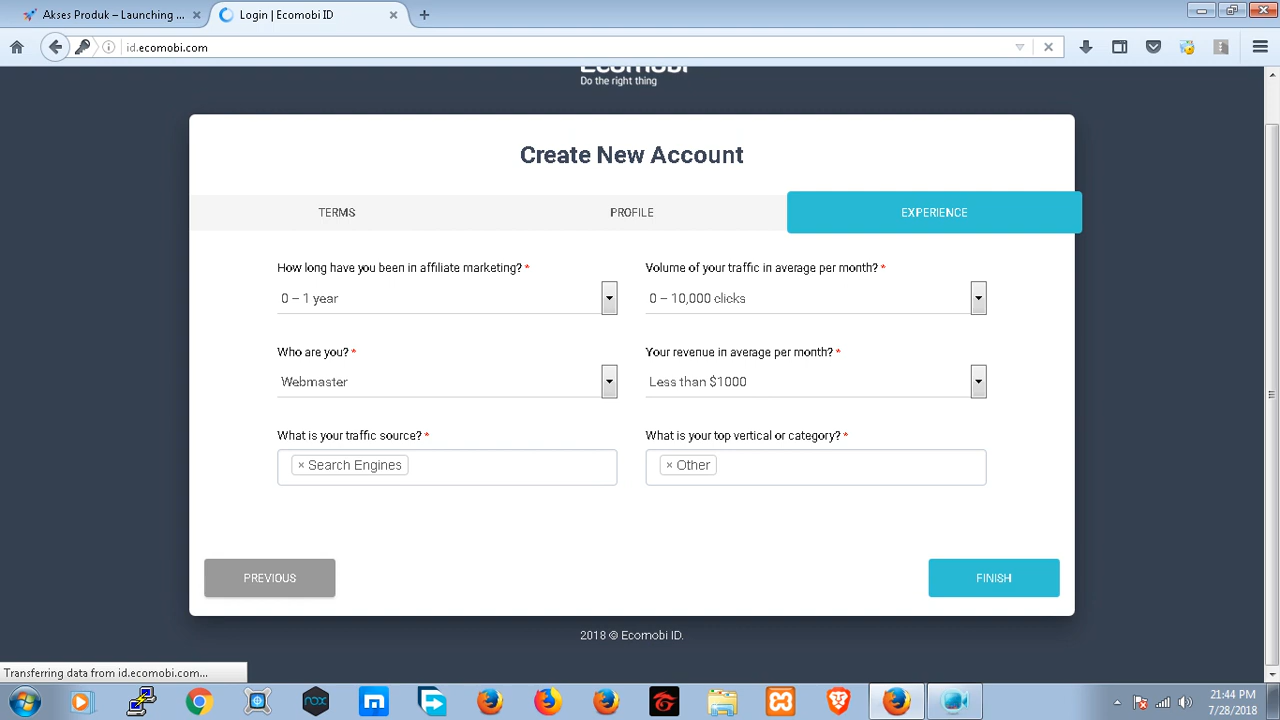 Akses Produk – Launching ...
Login | Ecomobi ID
id.ecomobi.com
Ecomobi
Do the right thing
Create New Account
TERMS
PROFILE
EXPERIENCE
How long have you been in affiliate marketing? *
Volume of your traffic in average per month? *
0 – 1 year
0 – 10,000 clicks
Who are you? *
Your revenue in average per month? *
Webmaster
Less than $1000
What is your traffic source? *
What is your top vertical or category? *
× Search Engines
× Other
PREVIOUS
FINISH
2018 © Ecomobi ID.
Transferring data from id.ecomobi.com...
nox
21:44 PM
7/28/2018